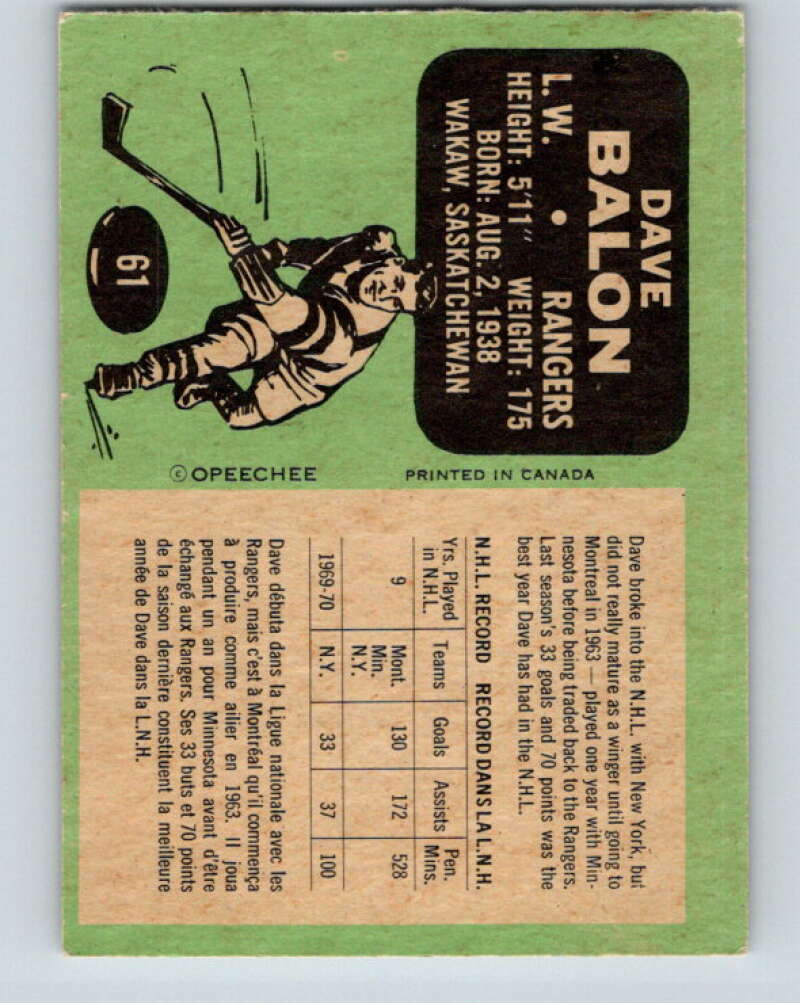 DAVE
BALON
L. W. • RANGERS
HEIGHT: 5'11" WEIGHT: 175
BORN: AUG. 2, 1938
WAKAW, SASKATCHEWAN
61
© OPEECHEE
PRINTED IN CANADA
Dave broke into the N.H.L. with New York, but
did not really mature as a winger until going to
Montreal in 1963 — played one year with Min-
nesota before being traded back to the Rangers.
Last season's 33 goals and 70 points was the
best year Dave has had in the N.H.L.
N.H.L. RECORD RECORD DANS LA L.N.H.
Yrs. Played in N.H.L. Teams Goals Assists Pen. Mins.
9 Mont. Min. N.Y. 130 172 528
1969-70 N.Y. 33 37 100
Dave débuta dans la Ligue nationale avec les
Rangers, mais c'est à Montréal qu'il commença
à produire comme ailier en 1963. Il joua
pendant un an pour Minnesota avant d'être
échangé aux Rangers. Ses 33 buts et 70 points
de la saison dernière constituent la meilleure
année de Dave dans la L.N.H.